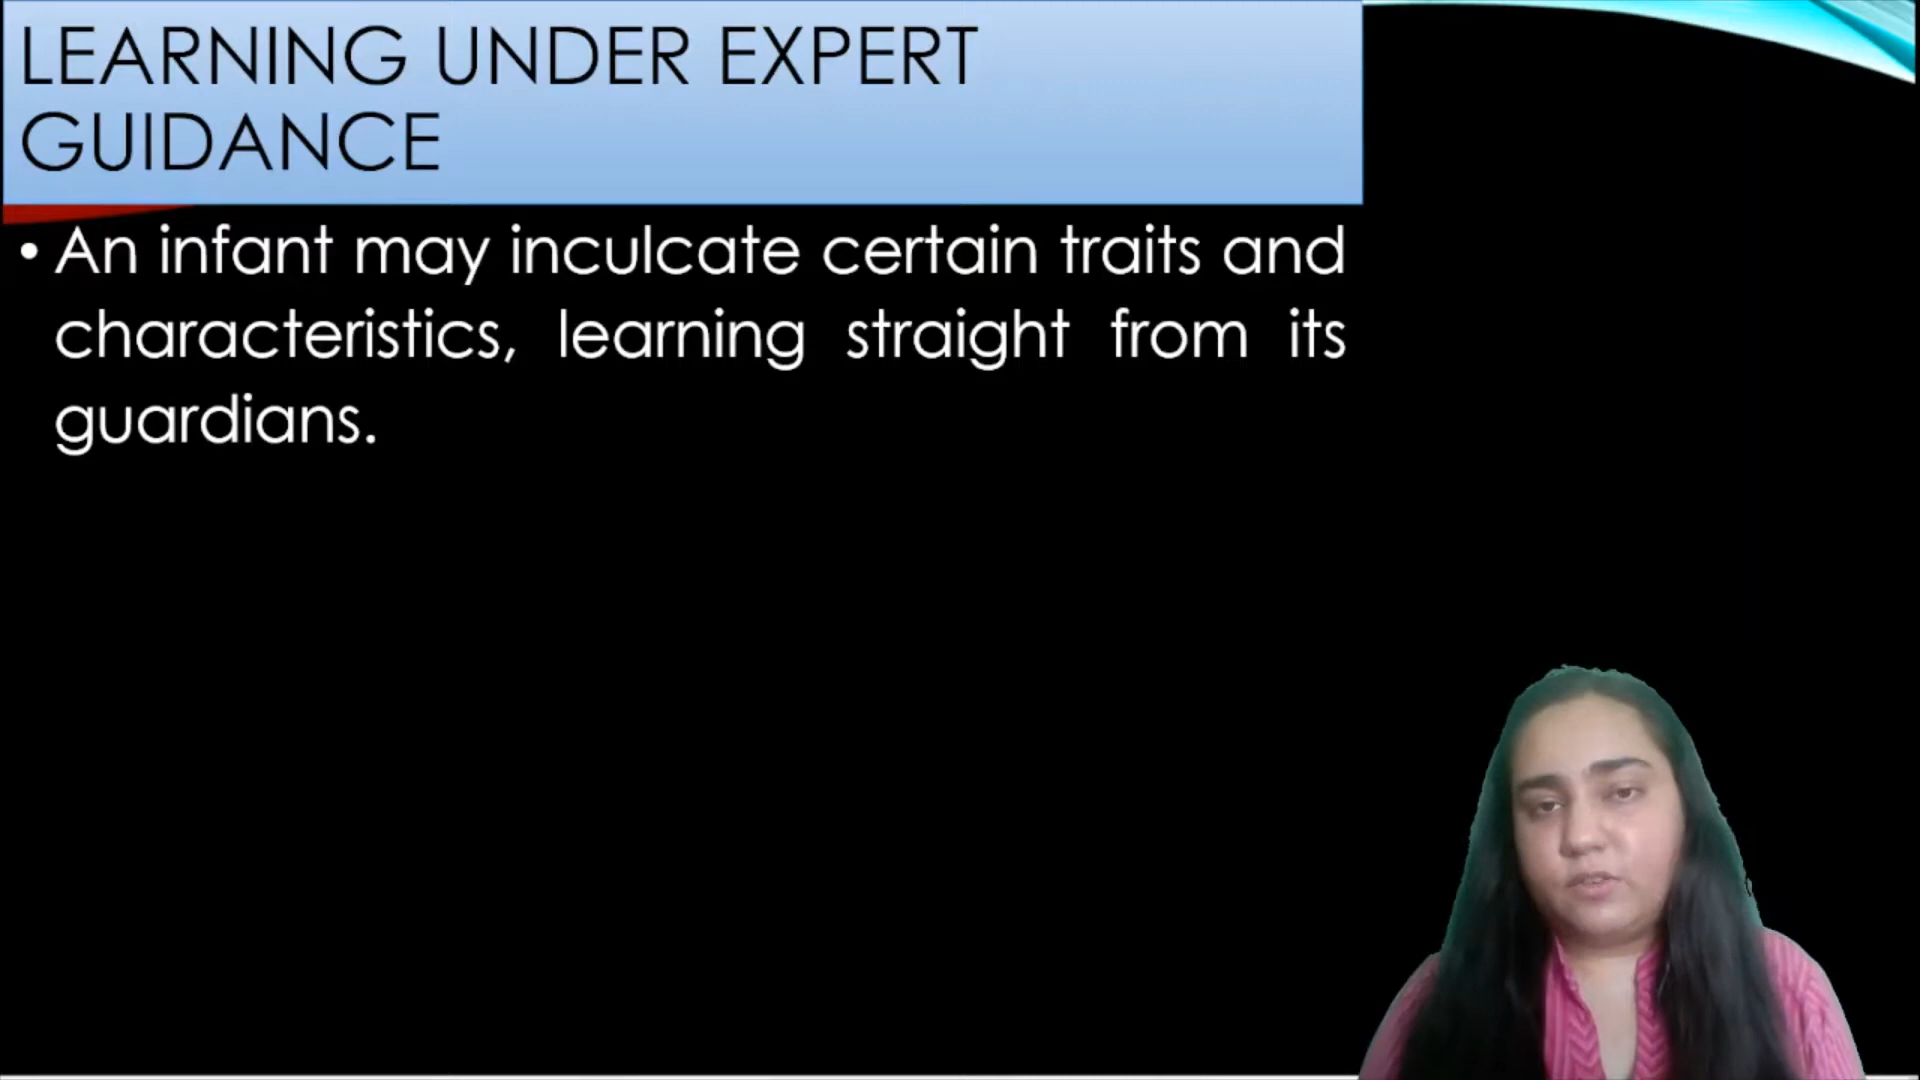 LEARNING UNDER EXPERT
GUIDANCE
• An infant may inculcate certain traits and
characteristics, learning straight from its
guardians.